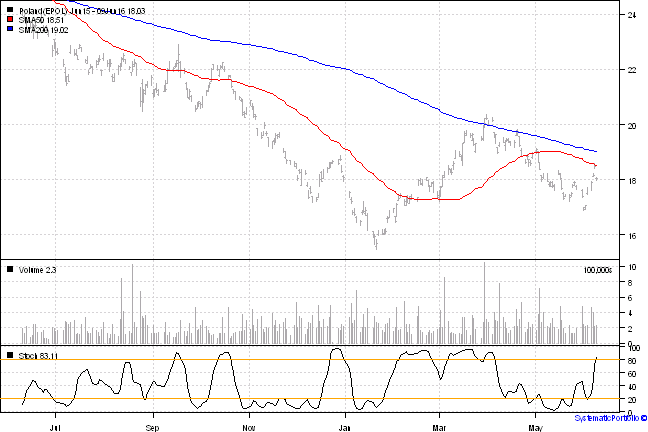 Poland(EPOL) Jun 15 - 09 Jun 16 18.03
SMA50 18.51
SMA200 19.02
24
22
20
18
16
Volume 2.3
100,000s
10
8
6
4
2
0
Stoch 83.11
100
80
60
40
20
0
Jul
Sep
Nov
Jan
Mar
May
SystematicPortfolio ©